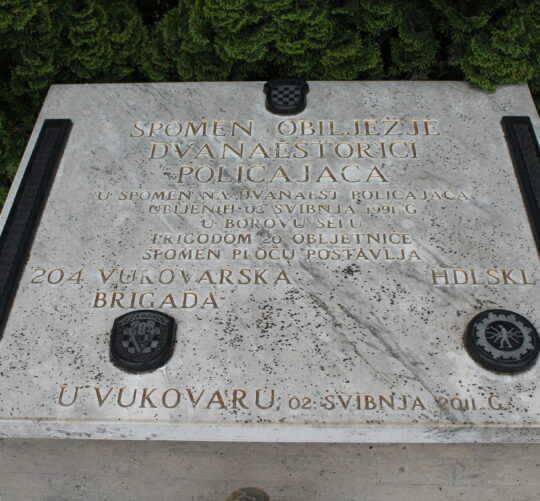 SPOMEN OBILJEŽJE
DVANAESTORICI
POLICAJACA
U SPOMEN NA DVANAEST POLICAJACA
UBIJENIH 02 SVIBNJA 1991 G.
U BOROVU SELU
PRIGODOM 20 OBLJETNICE
SPOMEN PLOČU POSTAVLJA
204 VUKOVARSKA HDLSKL
BRIGADA
204
U VUKOVARU, 02 SVIBNJA 2011 G.